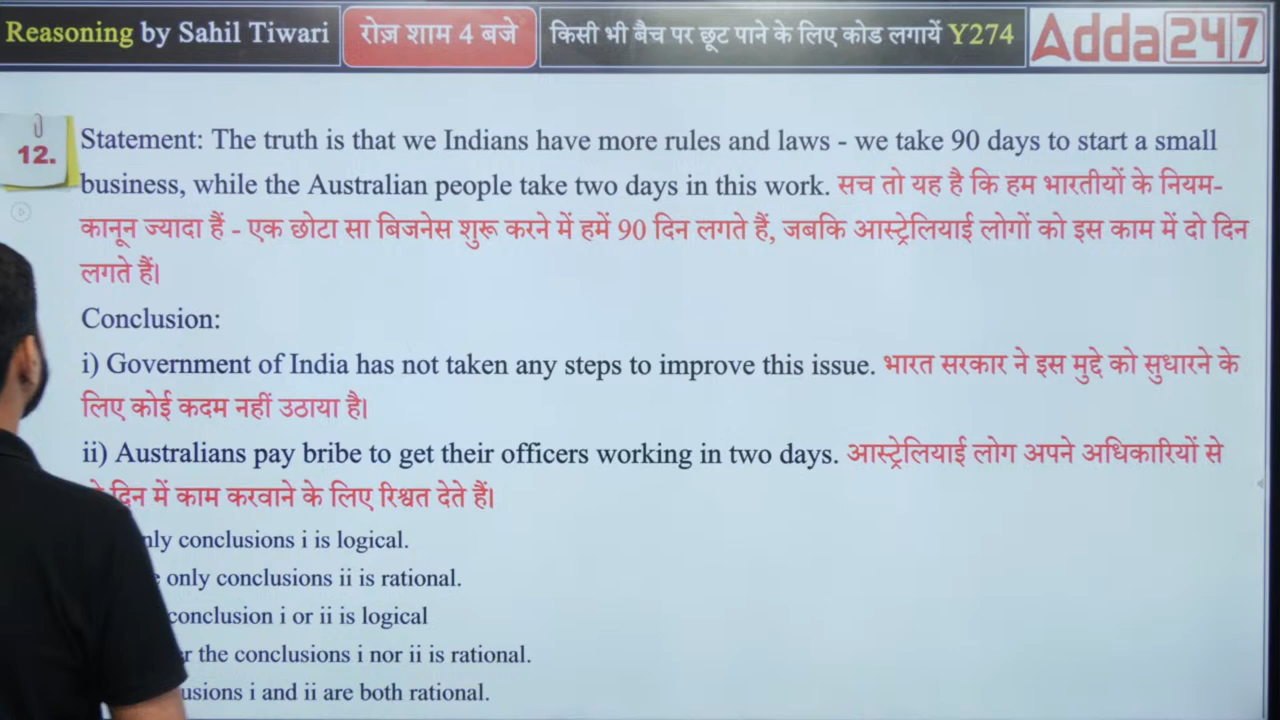 Reasoning by Sahil Tiwari
रोज़ शाम 4 बजे
किसी भी बैच पर छूट पाने के लिए कोड लगायें Y274
Adda247
12.
Statement: The truth is that we Indians have more rules and laws - we take 90 days to start a small
business, while the Australian people take two days in this work. सच तो यह है कि हम भारतीयों के नियम-
कानून ज्यादा हैं - एक छोटा सा बिजनेस शुरू करने में हमें 90 दिन लगते हैं, जबकि आस्ट्रेलियाई लोगों को इस काम में दो दिन
लगते हैं।
Conclusion:
i) Government of India has not taken any steps to improve this issue. भारत सरकार ने इस मुद्दे को सुधारने के
लिए कोई कदम नहीं उठाया है।
ii) Australians pay bribe to get their officers working in two days. आस्ट्रेलियाई लोग अपने अधिकारियों से
दिन में काम करवाने के लिए रिश्वत देते हैं।
conclusions i is logical.
only conclusions ii is rational.
conclusion i or ii is logical
the conclusions i nor ii is rational.
i and ii are both rational.